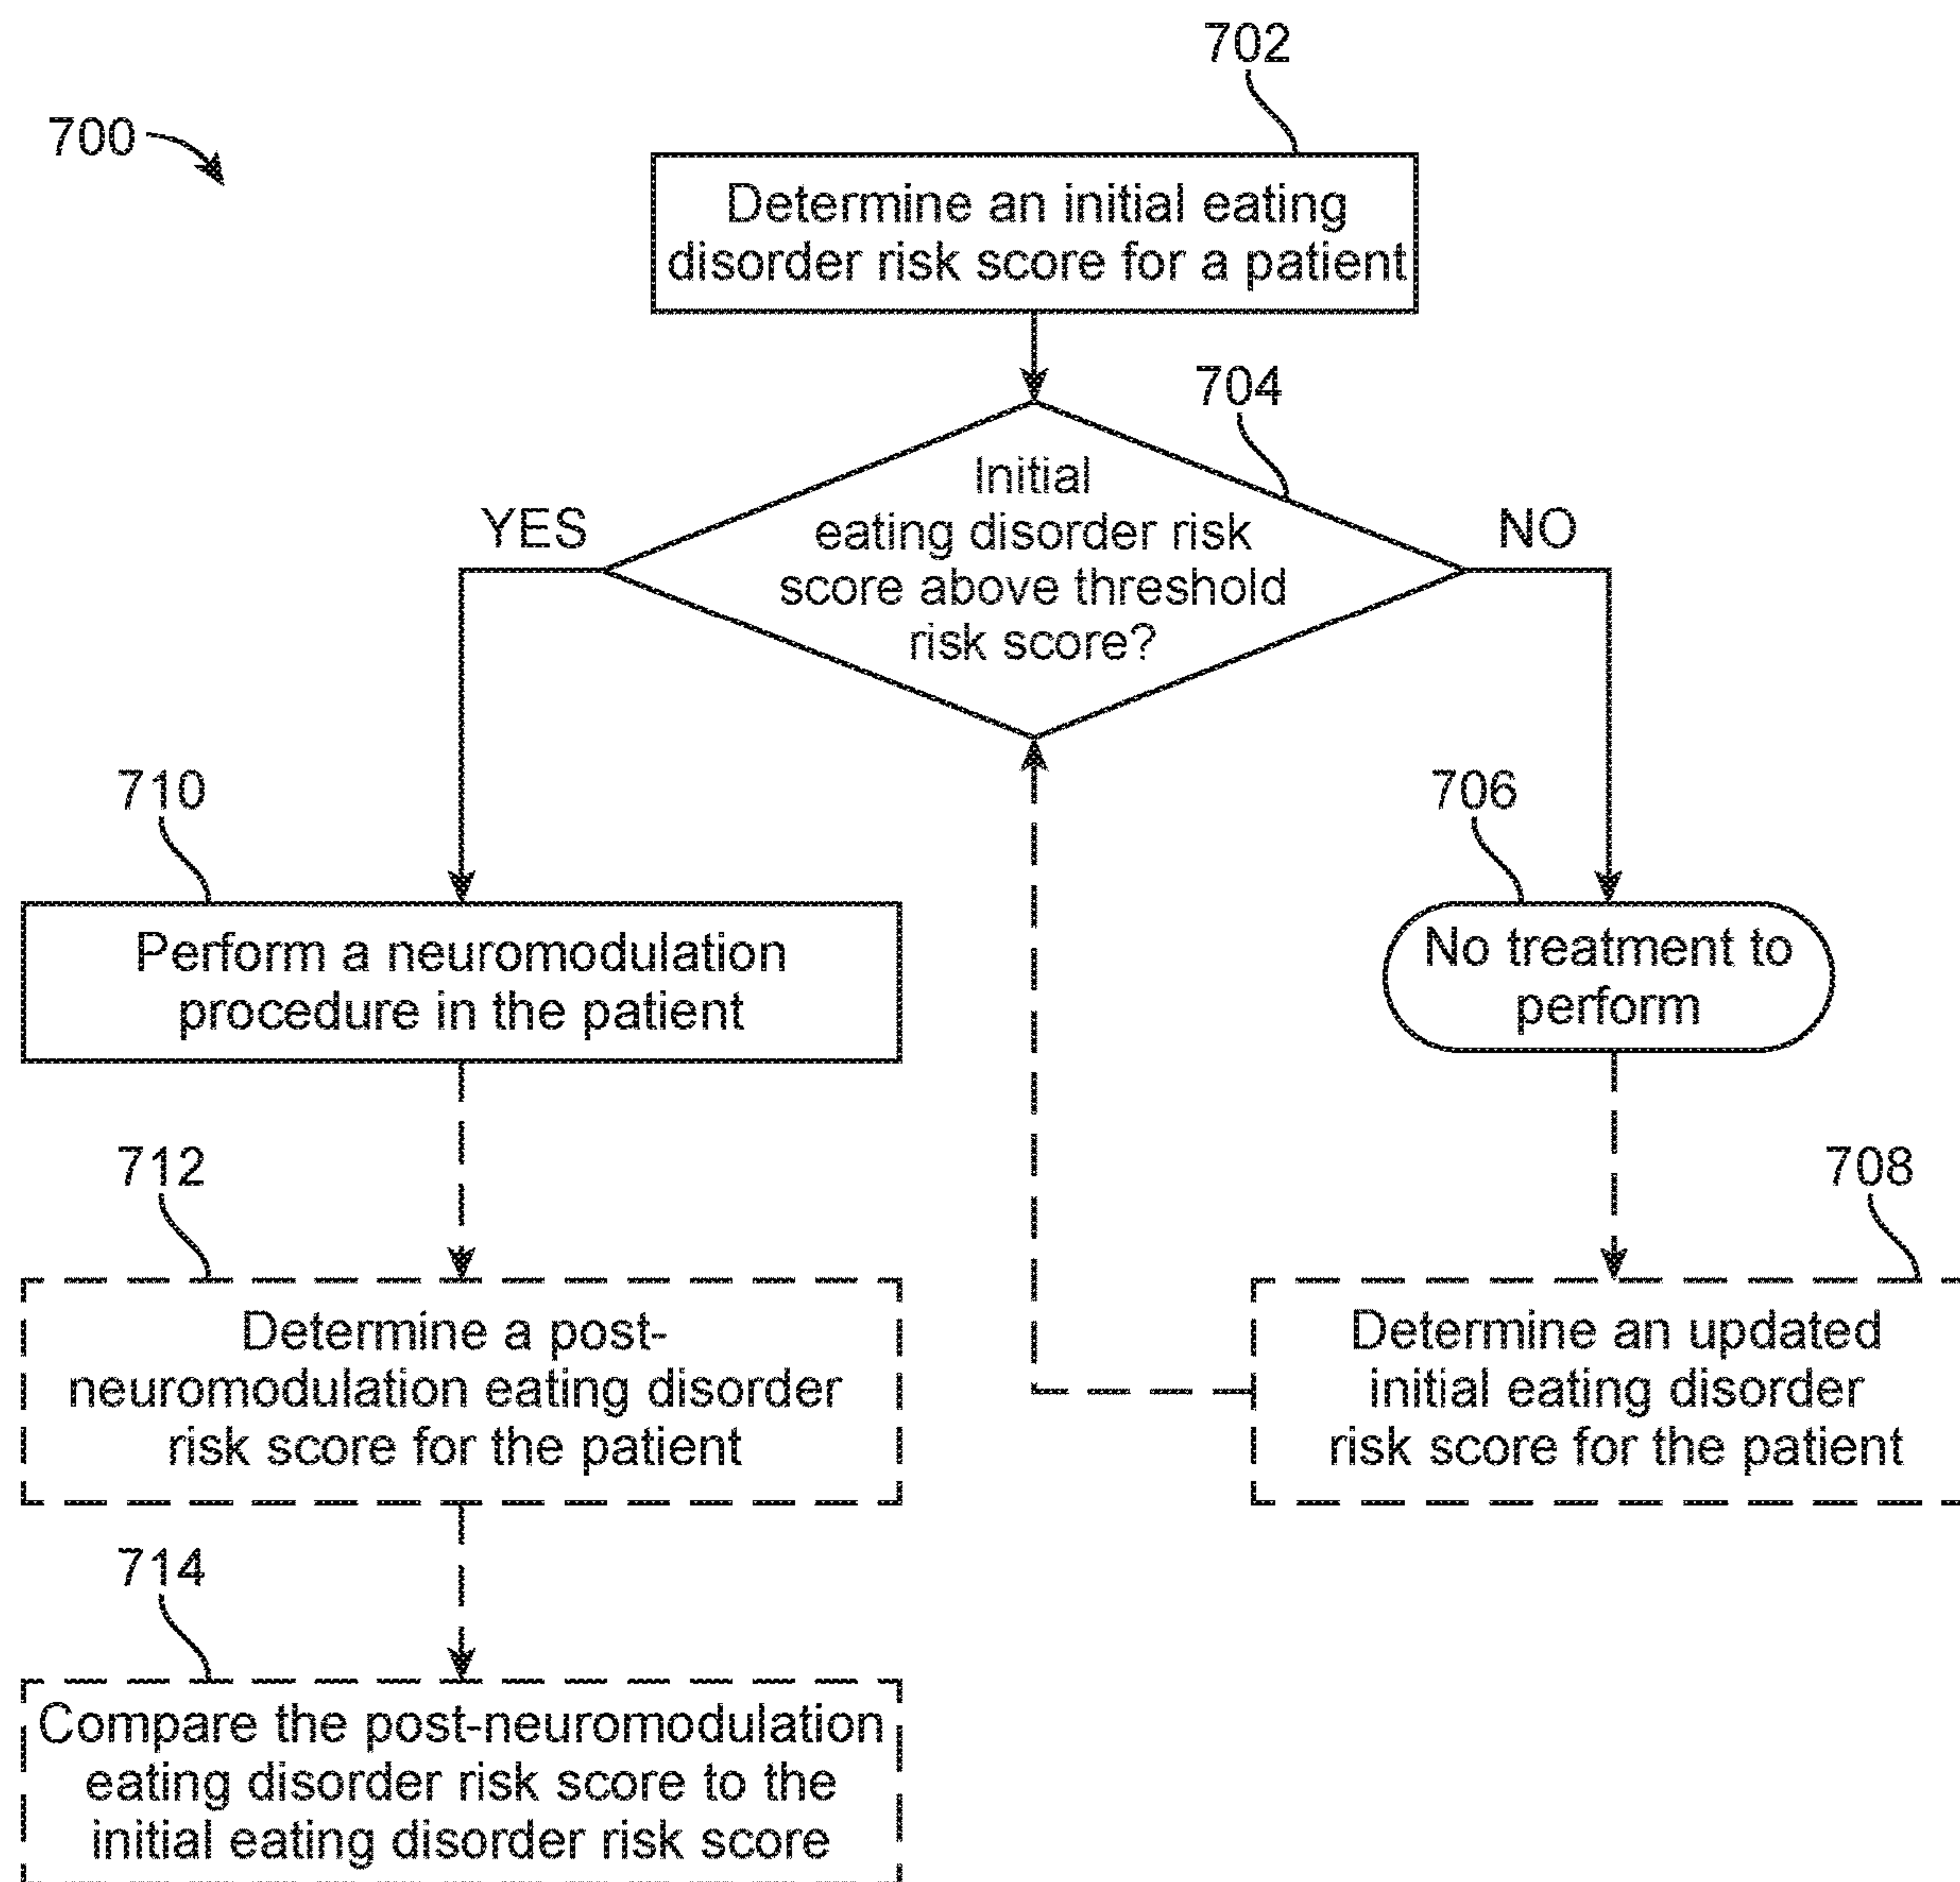 702
700
Determine an initial eating
disorder risk score for a patient
704
Initial
eating disorder risk
score above threshold
risk score?
YES
NO
710
706
Perform a neuromodulation
procedure in the patient
No treatment to
perform
712
708
Determine a post-
neuromodulation eating disorder
risk score for the patient
Determine an updated
initial eating disorder
risk score for the patient
714
Compare the post-neuromodulation
eating disorder risk score to the
initial eating disorder risk score